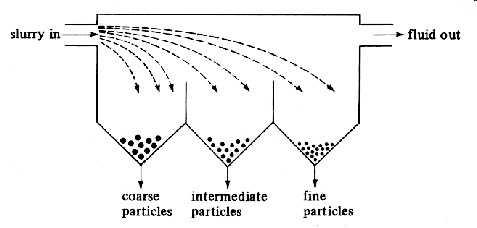 slurry in
fluid out
coarse
particles
intermediate
particles
fine
particles